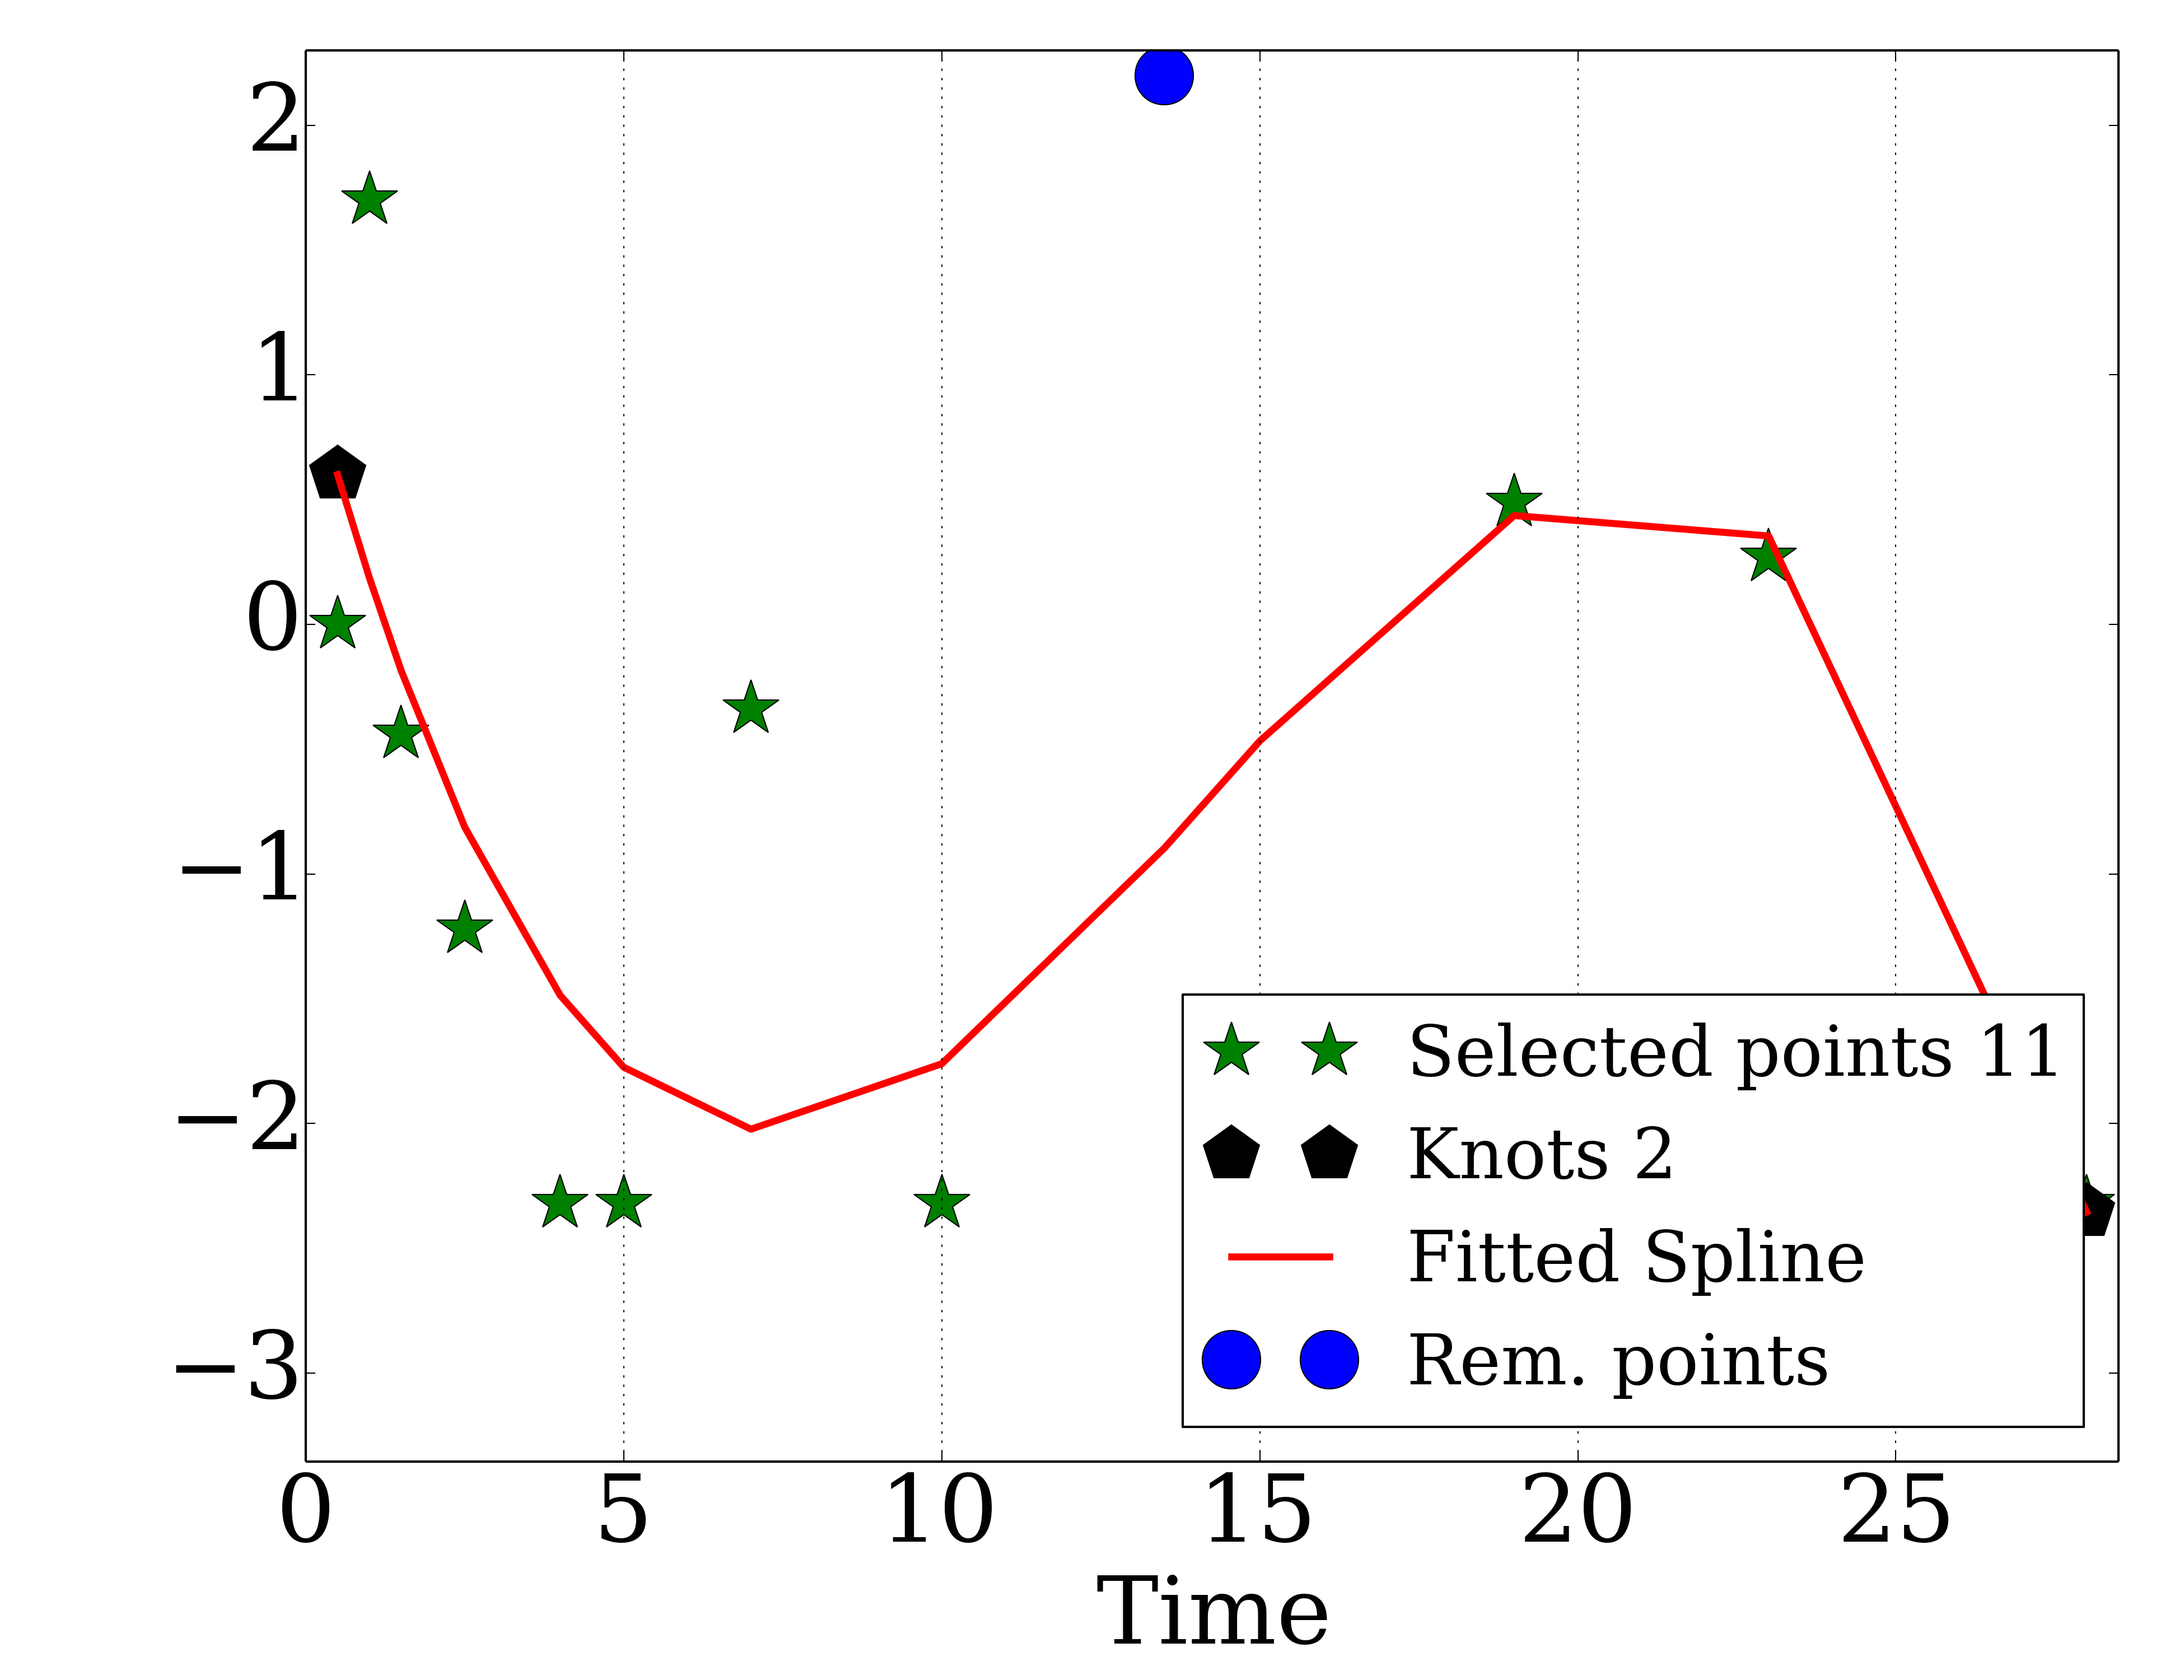 2
1
0
−1
−2
−3
0 5 10 15 20 25
Time
Selected points 11
Knots 2
Fitted Spline
Rem. points